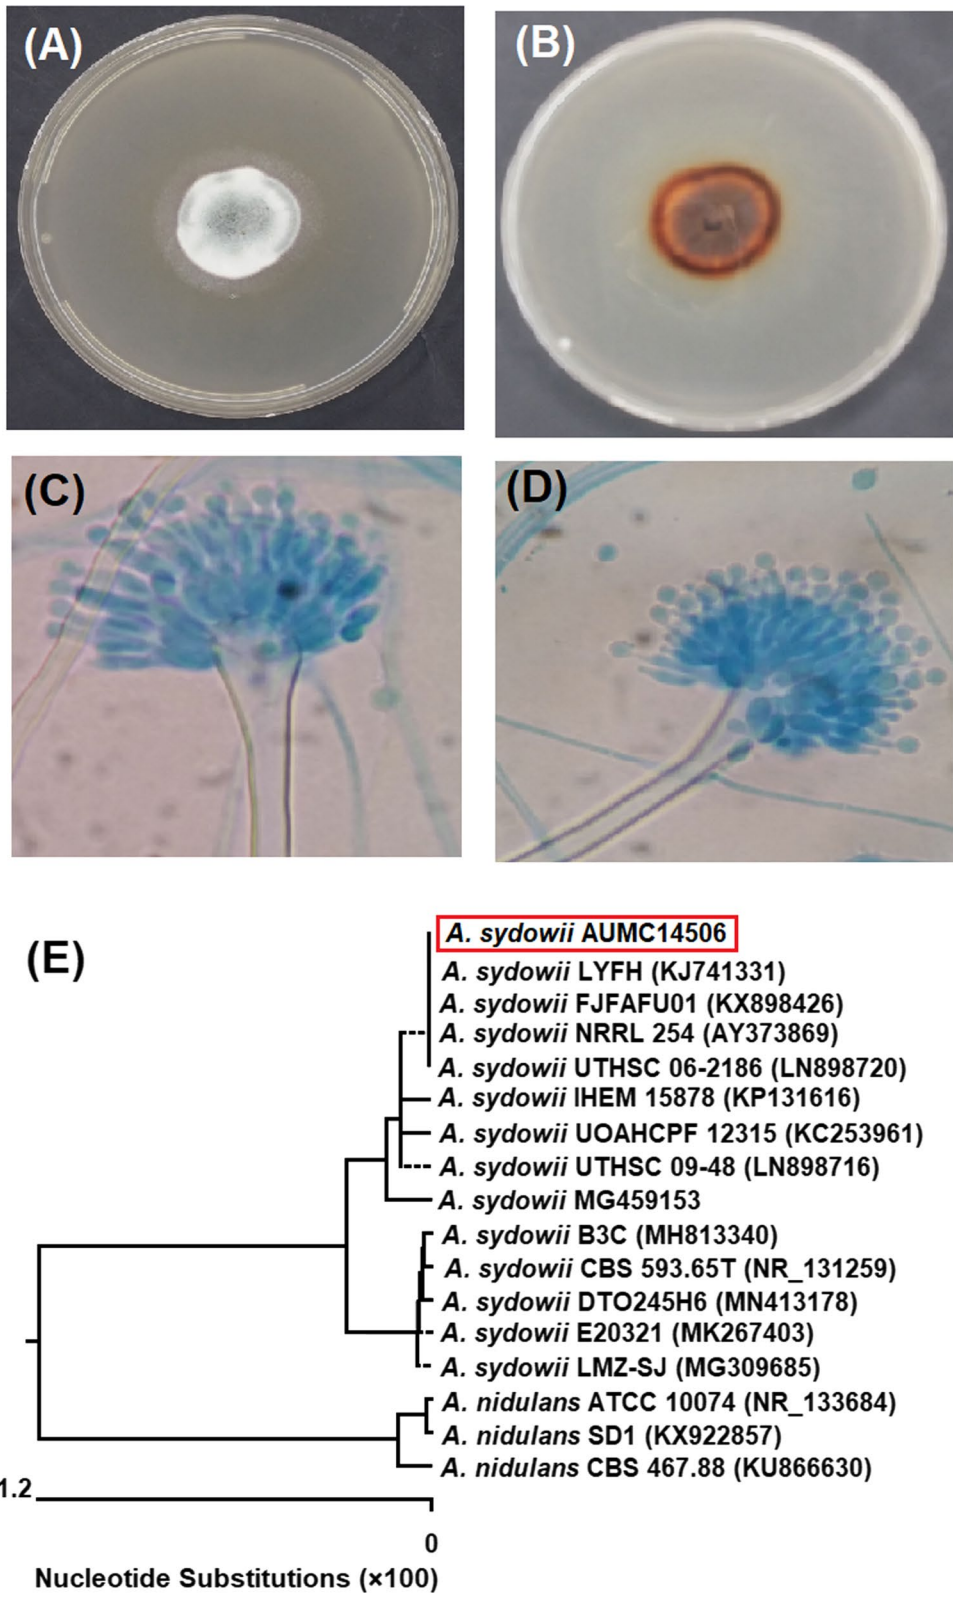 (A)
(B)
(C)
(D)
(E)
A. sydowii AUMC14506
A. sydowii LYFH (KJ741331)
A. sydowii FJFAFU01 (KX898426)
A. sydowii NRRL 254 (AY373869)
A. sydowii UTHSC 06-2186 (LN898720)
A. sydowii IHEM 15878 (KP131616)
A. sydowii UOAHCPF 12315 (KC253961)
A. sydowii UTHSC 09-48 (LN898716)
A. sydowii MG459153
A. sydowii B3C (MH813340)
A. sydowii CBS 593.65T (NR_131259)
A. sydowii DTO245H6 (MN413178)
A. sydowii E20321 (MK267403)
A. sydowii LMZ-SJ (MG309685)
A. nidulans ATCC 10074 (NR_133684)
A. nidulans SD1 (KX922857)
A. nidulans CBS 467.88 (KU866630)
1.2
0
Nucleotide Substitutions (×100)